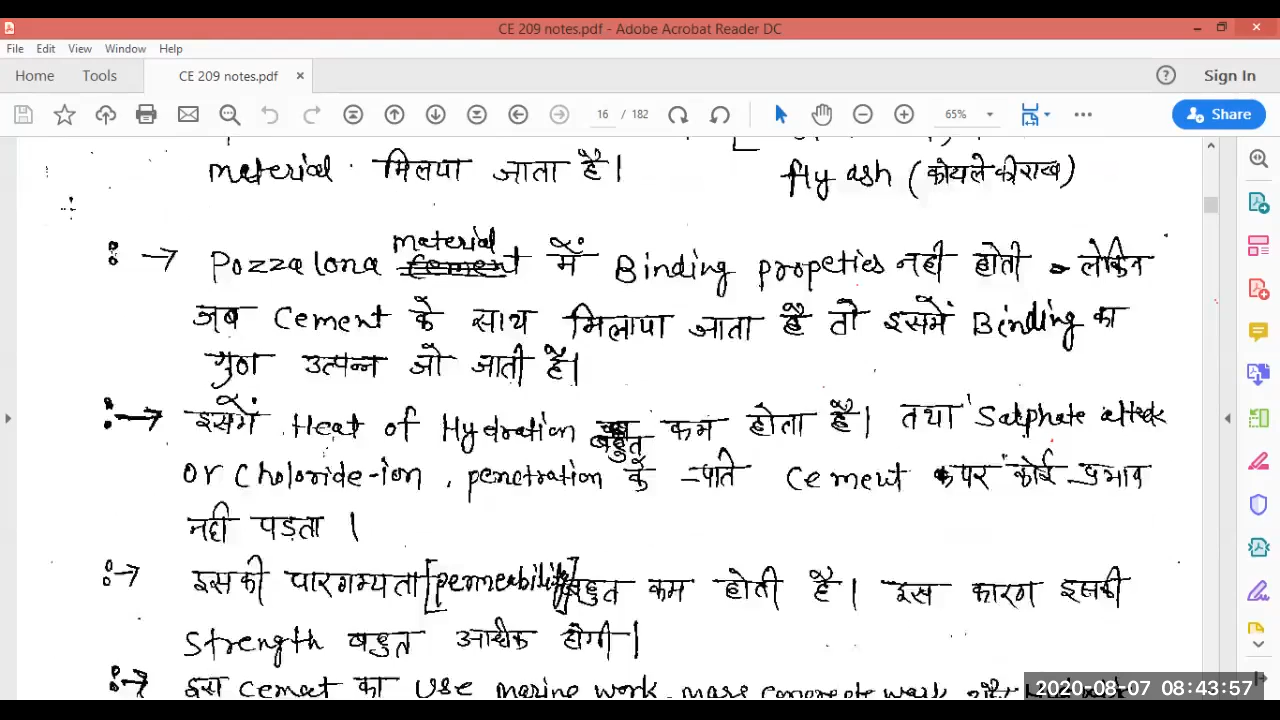 CE 209 notes.pdf - Adobe Acrobat Reader DC
File Edit View Window Help
Home Tools CE 209 notes.pdf × Sign In
16 / 182 65% Share
material मिलपा जाता है। fly ash (कोयले की राख)
→ Pozzalona material cement में Binding propeties नही होती लेकिन
जब cement के साथ मिलापा जाता है तो इसमें Binding का
गुण उत्पन्न जो जाती है।
→ इसमें Heat of Hydration बहुत कम होता है। तथा Salphate attack
or Choloride-ion penetration के cement पर कोई प्रभाव
नही पड़ता ।
→ इसकी पारगम्यता [permeability] बहुत कम होती है। इस कारण इसकी
strength बहुत अधिक होगी।
→ इस cemet का use marine work, mass concrete work
2020-08-07 08:43:57